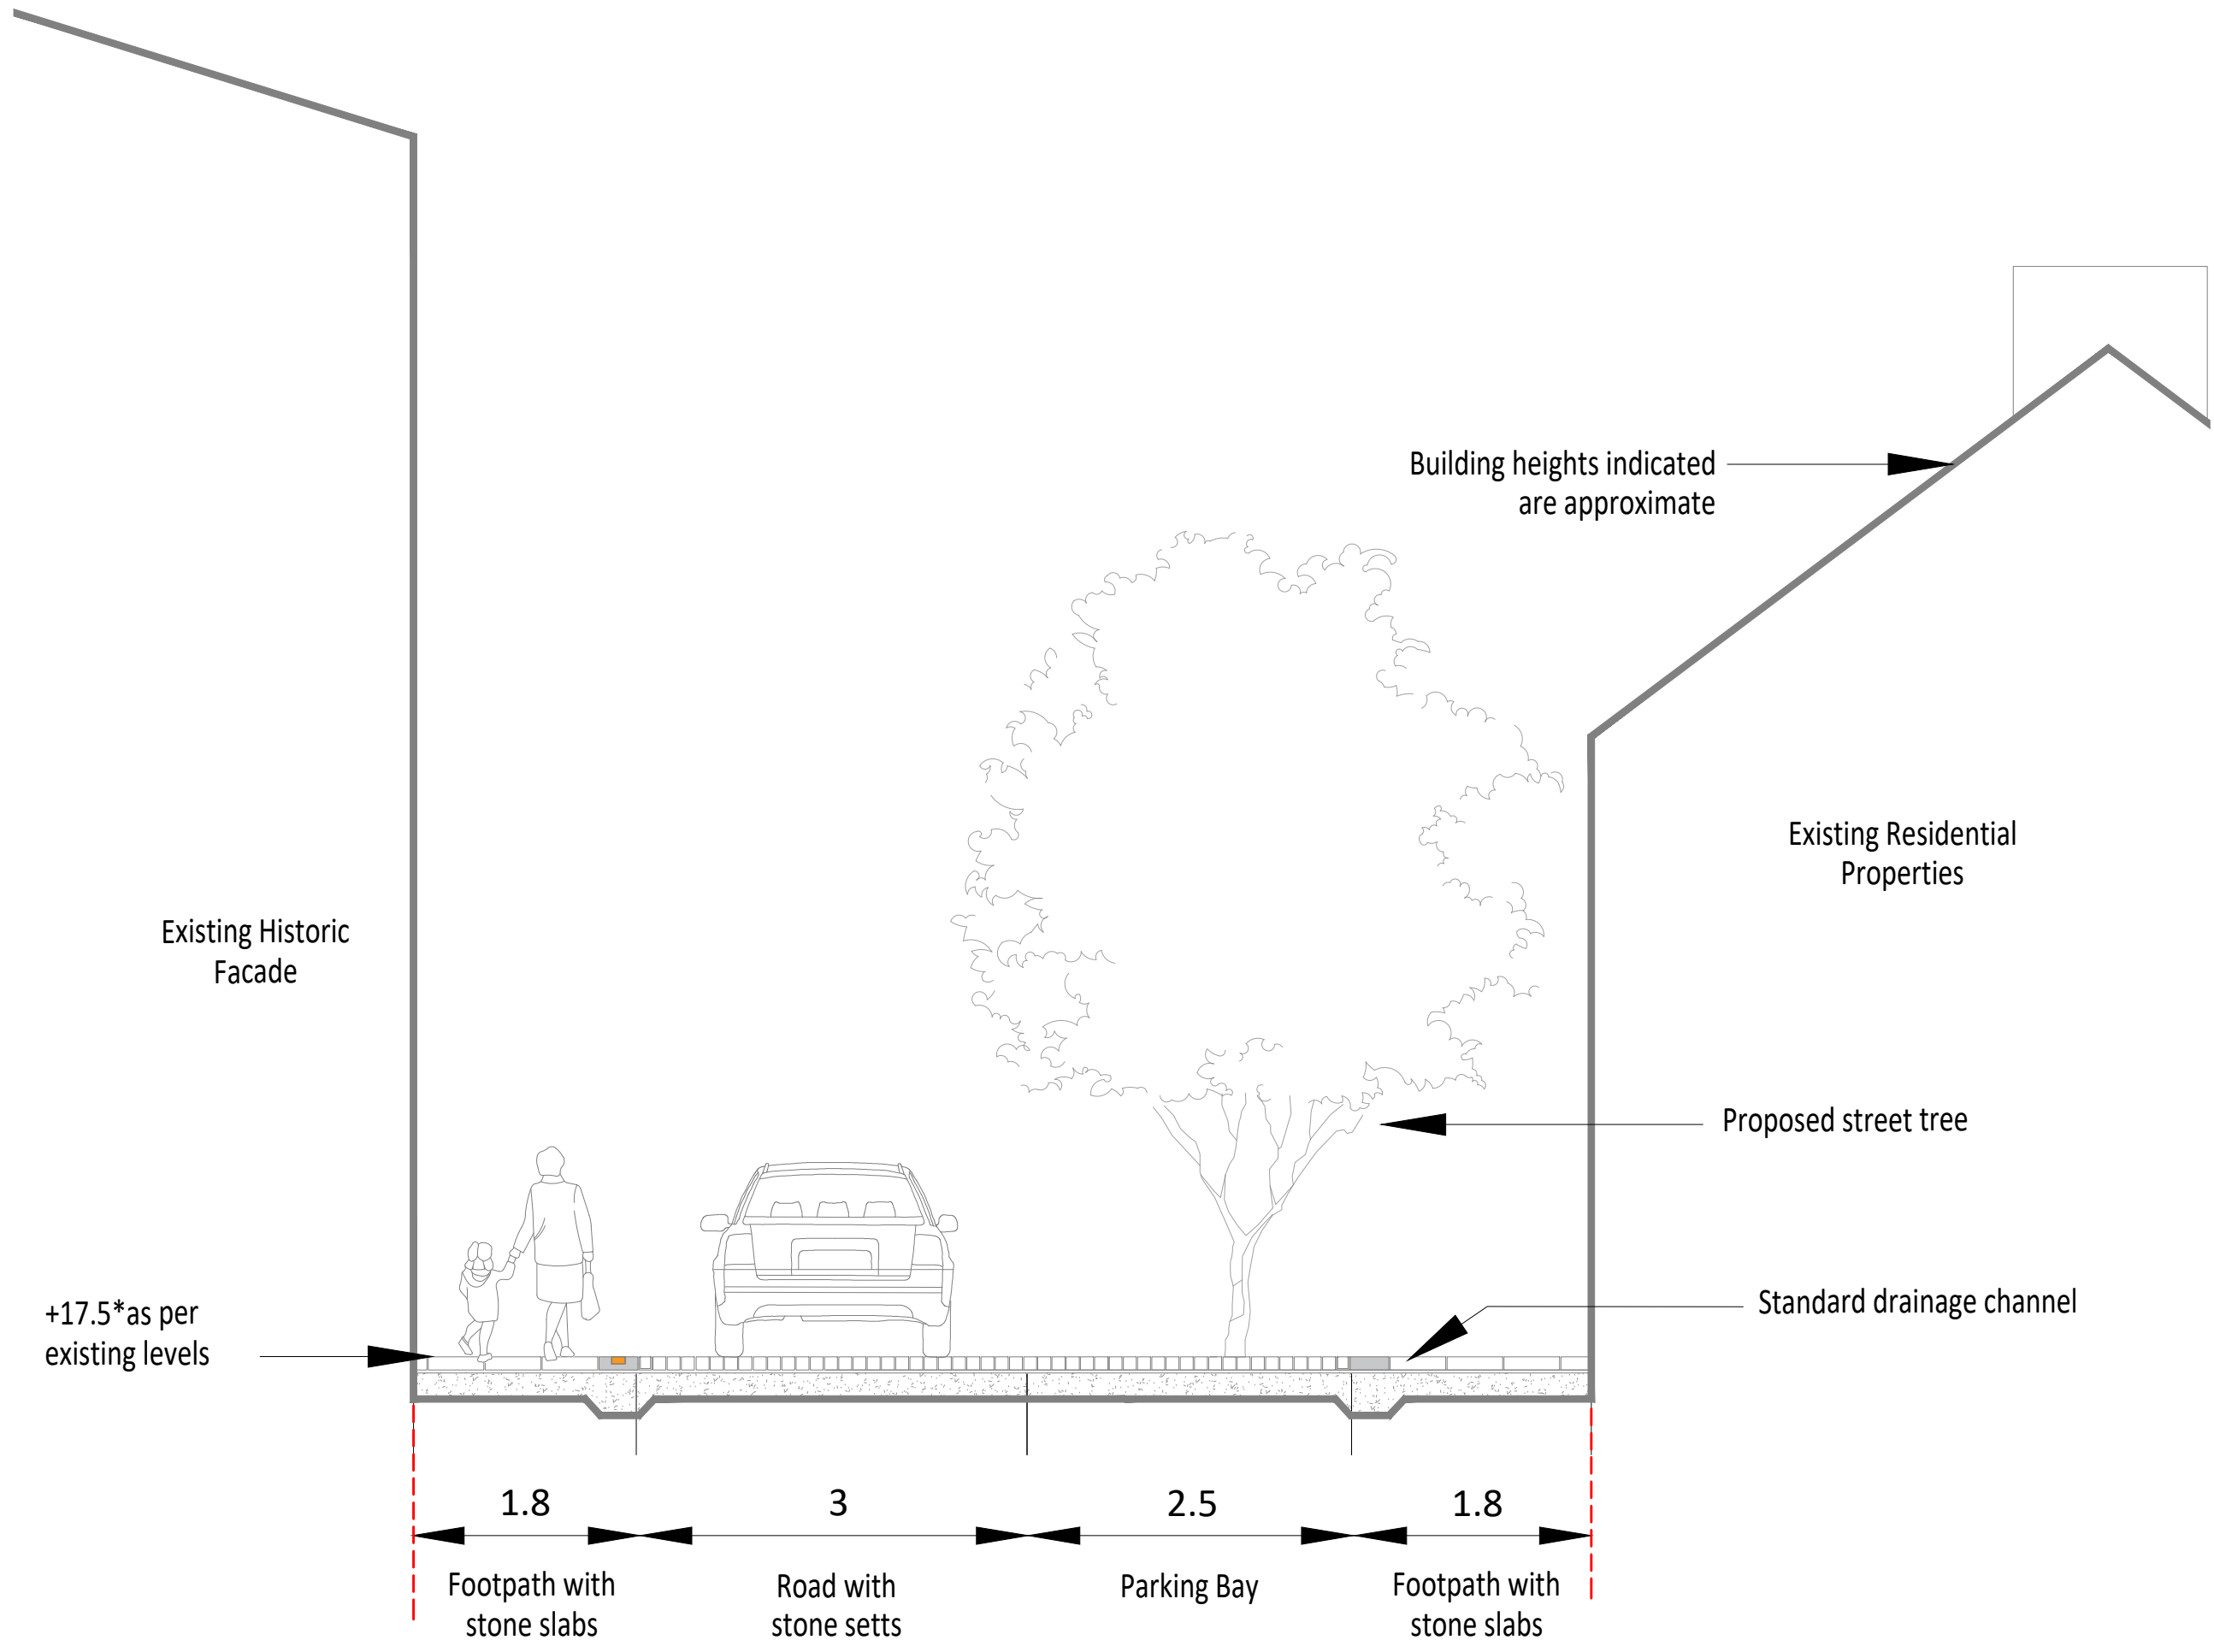 Building heights indicated
are approximate
Existing Residential
Properties
Existing Historic
Facade
Proposed street tree
Standard drainage channel
+17.5*as per
existing levels
1.8
3
2.5
1.8
Footpath with
stone slabs
Road with
stone setts
Parking Bay
Footpath with
stone slabs